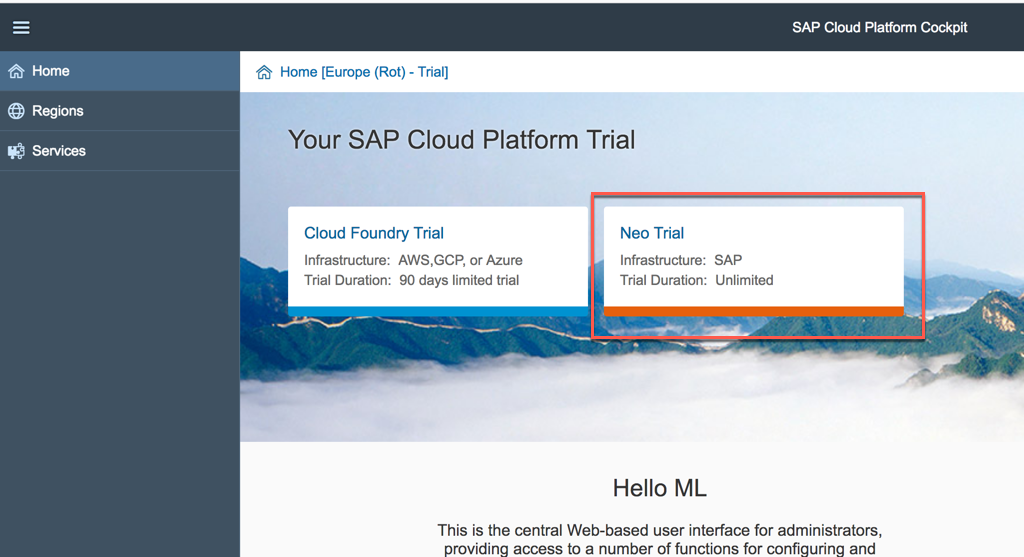 SAP Cloud Platform Cockpit
Home
Regions
Services
Home [Europe (Rot) - Trial]
Your SAP Cloud Platform Trial
Cloud Foundry Trial
Infrastructure: AWS,GCP, or Azure
Trial Duration: 90 days limited trial
Neo Trial
Infrastructure: SAP
Trial Duration: Unlimited
Hello ML
This is the central Web-based user interface for administrators,
providing access to a number of functions for configuring and